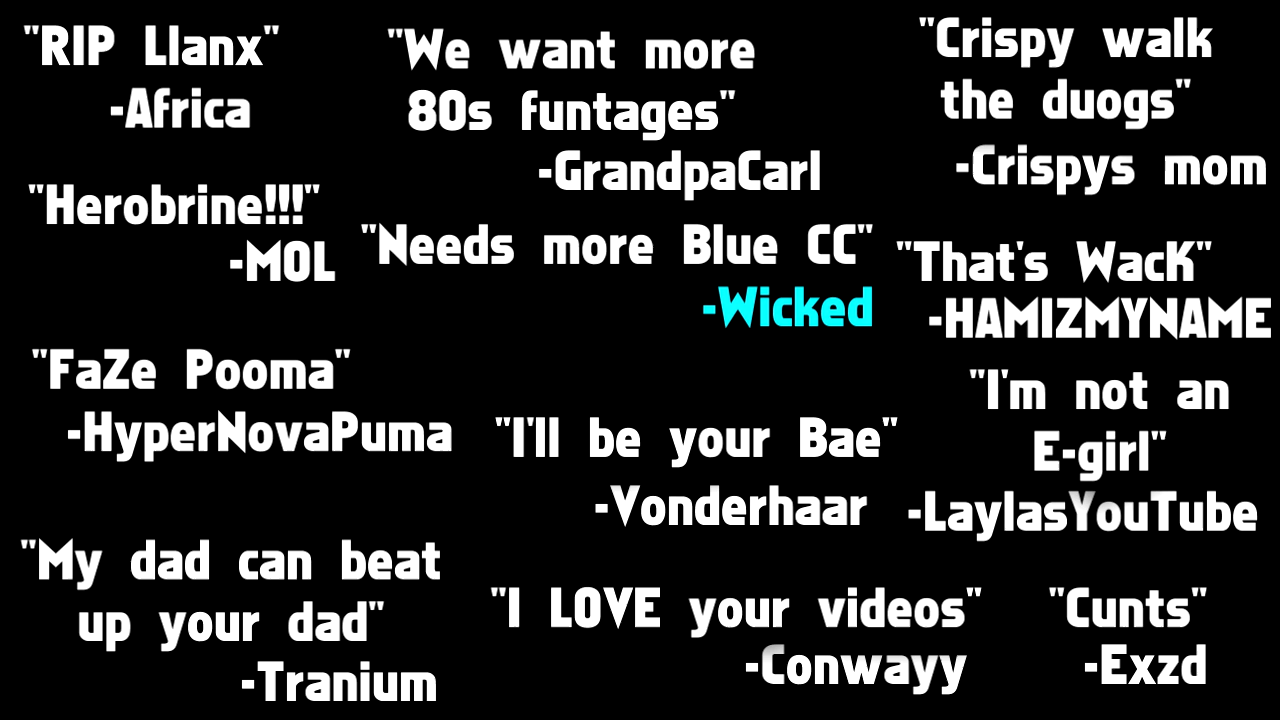 "RIP Llanx"
-Africa
"We want more
80s funtages"
-GrandpaCarl
"Crispy walk
the duogs"
-Crispys mom
"Herobrine!!!"
-MOL
"Needs more Blue CC"
-Wicked
"That's WacK"
-HAMIZMYNAME
"FaZe Pooma"
-HyperNovaPuma
"I'll be your Bae"
-Vonderhaar
"I'm not an
E-girl"
-LaylasYouTube
"My dad can beat
up your dad"
-Tranium
"I LOVE your videos"
-Conwayy
"Cunts"
-Exzd